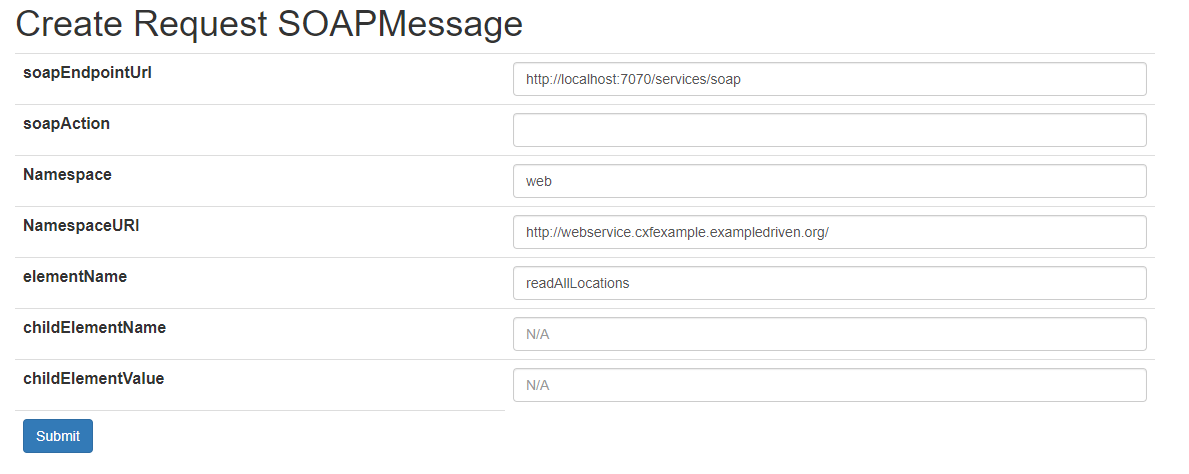 Create Request SOAPMessage
soapEndpointUrl
http://localhost:7070/services/soap
soapAction
Namespace
web
NamespaceURI
http://webservice.cxfexample.exampledriven.org/
elementName
readAllLocations
childElementName
N/A
childElementValue
N/A
Submit